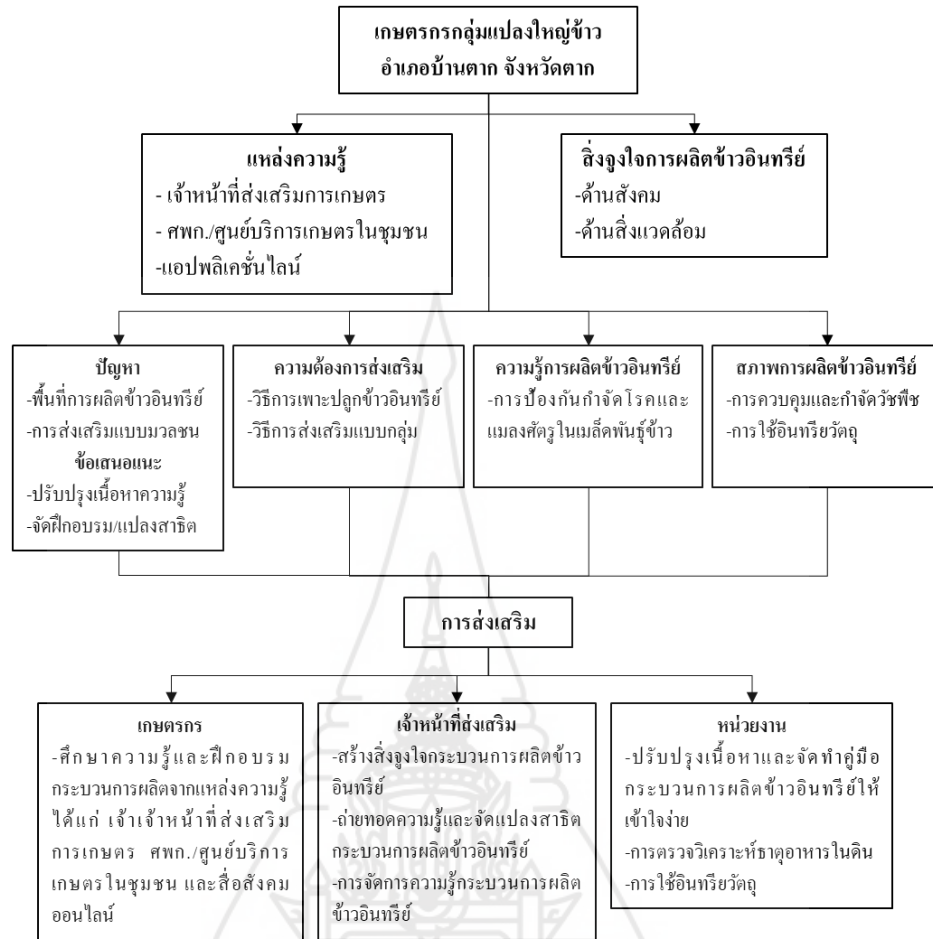 เกษตรกรกลุ่มแปลงใหญ่ข้าว
อำเภอบ้านตาก จังหวัดตาก
แหล่งความรู้
- เจ้าหน้าที่ส่งเสริมการเกษตร
- ศพก./ศูนย์บริการเกษตรในชุมชน
-แอปพลิเคชั่นไลน์
สิ่งจูงใจการผลิตข้าวอินทรีย์
-ด้านสังคม
-ด้านสิ่งแวดล้อม
ปัญหา
-พื้นที่การผลิตข้าวอินทรีย์
-การส่งเสริมแบบมวลชน
ข้อเสนอแนะ
-ปรับปรุงเนื้อหาความรู้
-จัดฝึกอบรม/แปลงสาธิต
ความต้องการส่งเสริม
-วิธีการเพาะปลูกข้าวอินทรีย์
-วิธีการส่งเสริมแบบกลุ่ม
ความรู้การผลิตข้าวอินทรีย์
-การป้องกันกำจัดโรคและ
แมลงศัตรูในเมล็ดพันธุ์ข้าว
สภาพการผลิตข้าวอินทรีย์
-การควบคุมและกำจัดวัชพืช
-การใช้อินทรียวัตถุ
การส่งเสริม
เกษตรกร
-ศึกษาความรู้และฝึกอบรม
กระบวนการผลิตจากแหล่งความรู้
ได้แก่ เจ้าเจ้าหน้าที่ส่งเสริม
การเกษตร ศพก./ศูนย์บริการ
เกษตรในชุมชน และสื่อสังคม
ออนไลน์
เจ้าหน้าที่ส่งเสริม
-สร้างสิ่งจูงใจกระบวนการผลิตข้าว
อินทรีย์
-ถ่ายทอดความรู้และจัดแปลงสาธิต
กระบวนการผลิตข้าวอินทรีย์
-การจัดการความรู้กระบวนการผลิต
ข้าวอินทรีย์
หน่วยงาน
-ปรับปรุงเนื้อหาและจัดทำคู่มือ
กระบวนการผลิตข้าวอินทรีย์ให้
เข้าใจง่าย
-การตรวจวิเคราะห์ธาตุอาหารในดิน
-การใช้อินทรียวัตถุ